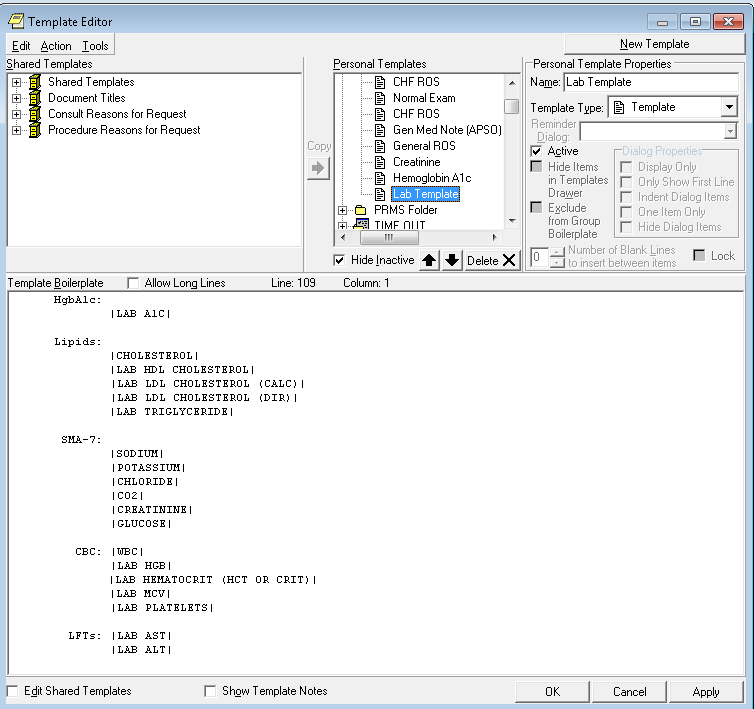 Template Editor
Edit Action Tools
New Template
Shared Templates
Shared Templates
Document Titles
Consult Reasons for Request
Procedure Reasons for Request
Copy
Personal Templates
CHF ROS
Normal Exam
CHF ROS
Gen Med Note (APSO)
General ROS
Creatinine
Hemoglobin A1c
Lab Template
PRMS Folder
TIME OUT
Hide Inactive
Delete
Personal Template Properties
Name: Lab Template
Template Type: Template
Reminder
Dialog:
Active
Hide Items
in Templates
Drawer
Exclude
from Group
Boilerplate
Dialog Properties
Display Only
Only Show First Line
Indent Dialog Items
One Item Only
Hide Dialog Items
0 Number of Blank Lines
to insert between items
Lock
Template Boilerplate Allow Long Lines Line: 109 Column: 1
HgbA1c:
|LAB A1C|
Lipids:
|CHOLESTEROL|
|LAB HDL CHOLESTEROL|
|LAB LDL CHOLESTEROL (CALC)|
|LAB LDL CHOLESTEROL (DIR)|
|LAB TRIGLYCERIDE|
SMA-7:
|SODIUM|
|POTASSIUM|
|CHLORIDE|
|CO2|
|CREATININE|
|GLUCOSE|
CBC: |WBC|
|LAB HGB|
|LAB HEMATOCRIT (HCT OR CRIT)|
|LAB MCV|
|LAB PLATELETS|
LFTs: |LAB AST|
|LAB ALT|
Edit Shared Templates Show Template Notes OK Cancel Apply